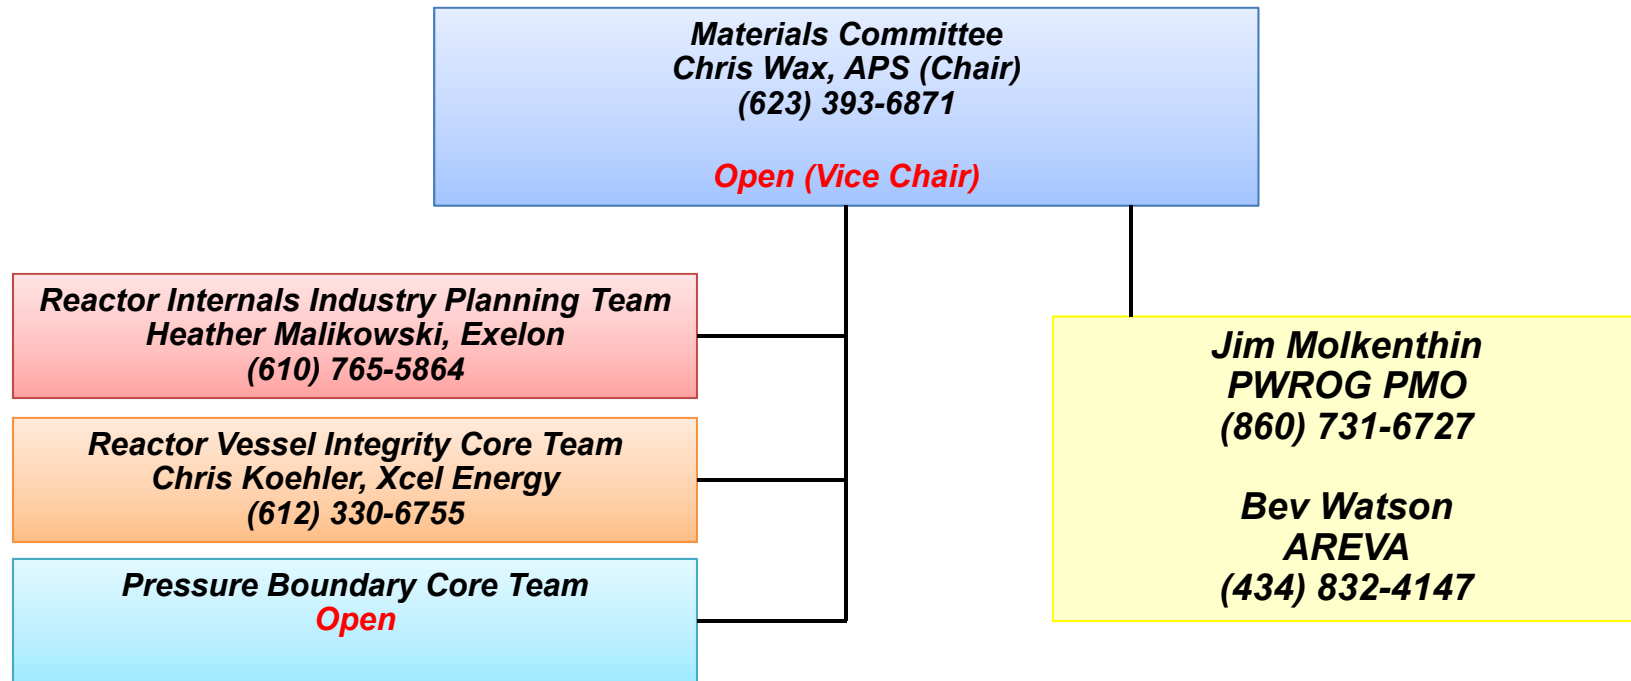 Materials Committee
Chris Wax, APS (Chair)
(623) 393-6871
Open (Vice Chair)
Reactor Internals Industry Planning Team
Heather Malikowski, Exelon
(610) 765-5864
Reactor Vessel Integrity Core Team
Chris Koehler, Xcel Energy
(612) 330-6755
Pressure Boundary Core Team
Open
Jim Molkenthin
PWROG PMO
(860) 731-6727
Bev Watson
AREVA
(434) 832-4147